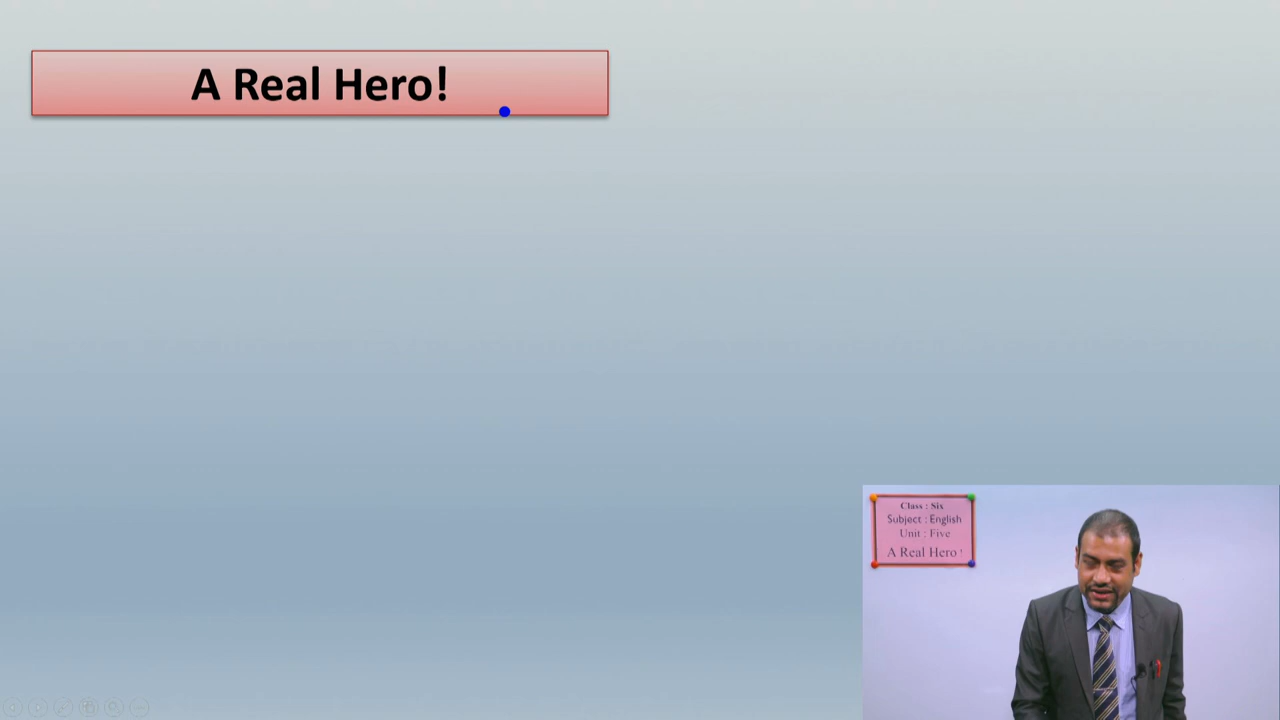 A Real Hero!
Class : Six
Subject : English
Unit : Five
A Real Hero !